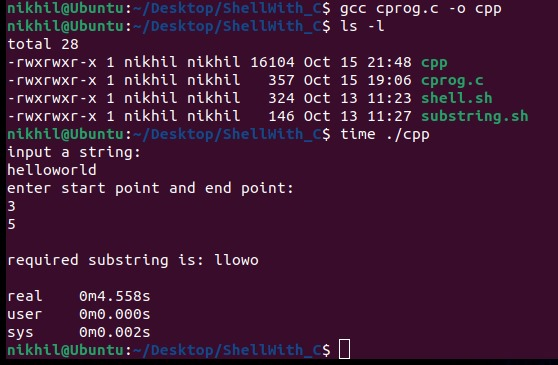 nikhil@Ubuntu:~/Desktop/ShellWith_C$ gcc cprog.c -o cpp
nikhil@Ubuntu:~/Desktop/ShellWith_C$ ls -l
total 28
-rwxrwxr-x 1 nikhil nikhil 16104 Oct 15 21:48 cpp
-rwxrwxr-x 1 nikhil nikhil   357 Oct 15 19:06 cprog.c
-rwxrwxr-x 1 nikhil nikhil   324 Oct 13 11:23 shell.sh
-rwxrwxr-x 1 nikhil nikhil   146 Oct 13 11:27 substring.sh
nikhil@Ubuntu:~/Desktop/ShellWith_C$ time ./cpp
input a string:
helloworld
enter start point and end point:
3
5
required substring is: llowo
real    0m4.558s
user    0m0.000s
sys     0m0.002s
nikhil@Ubuntu:~/Desktop/ShellWith_C$